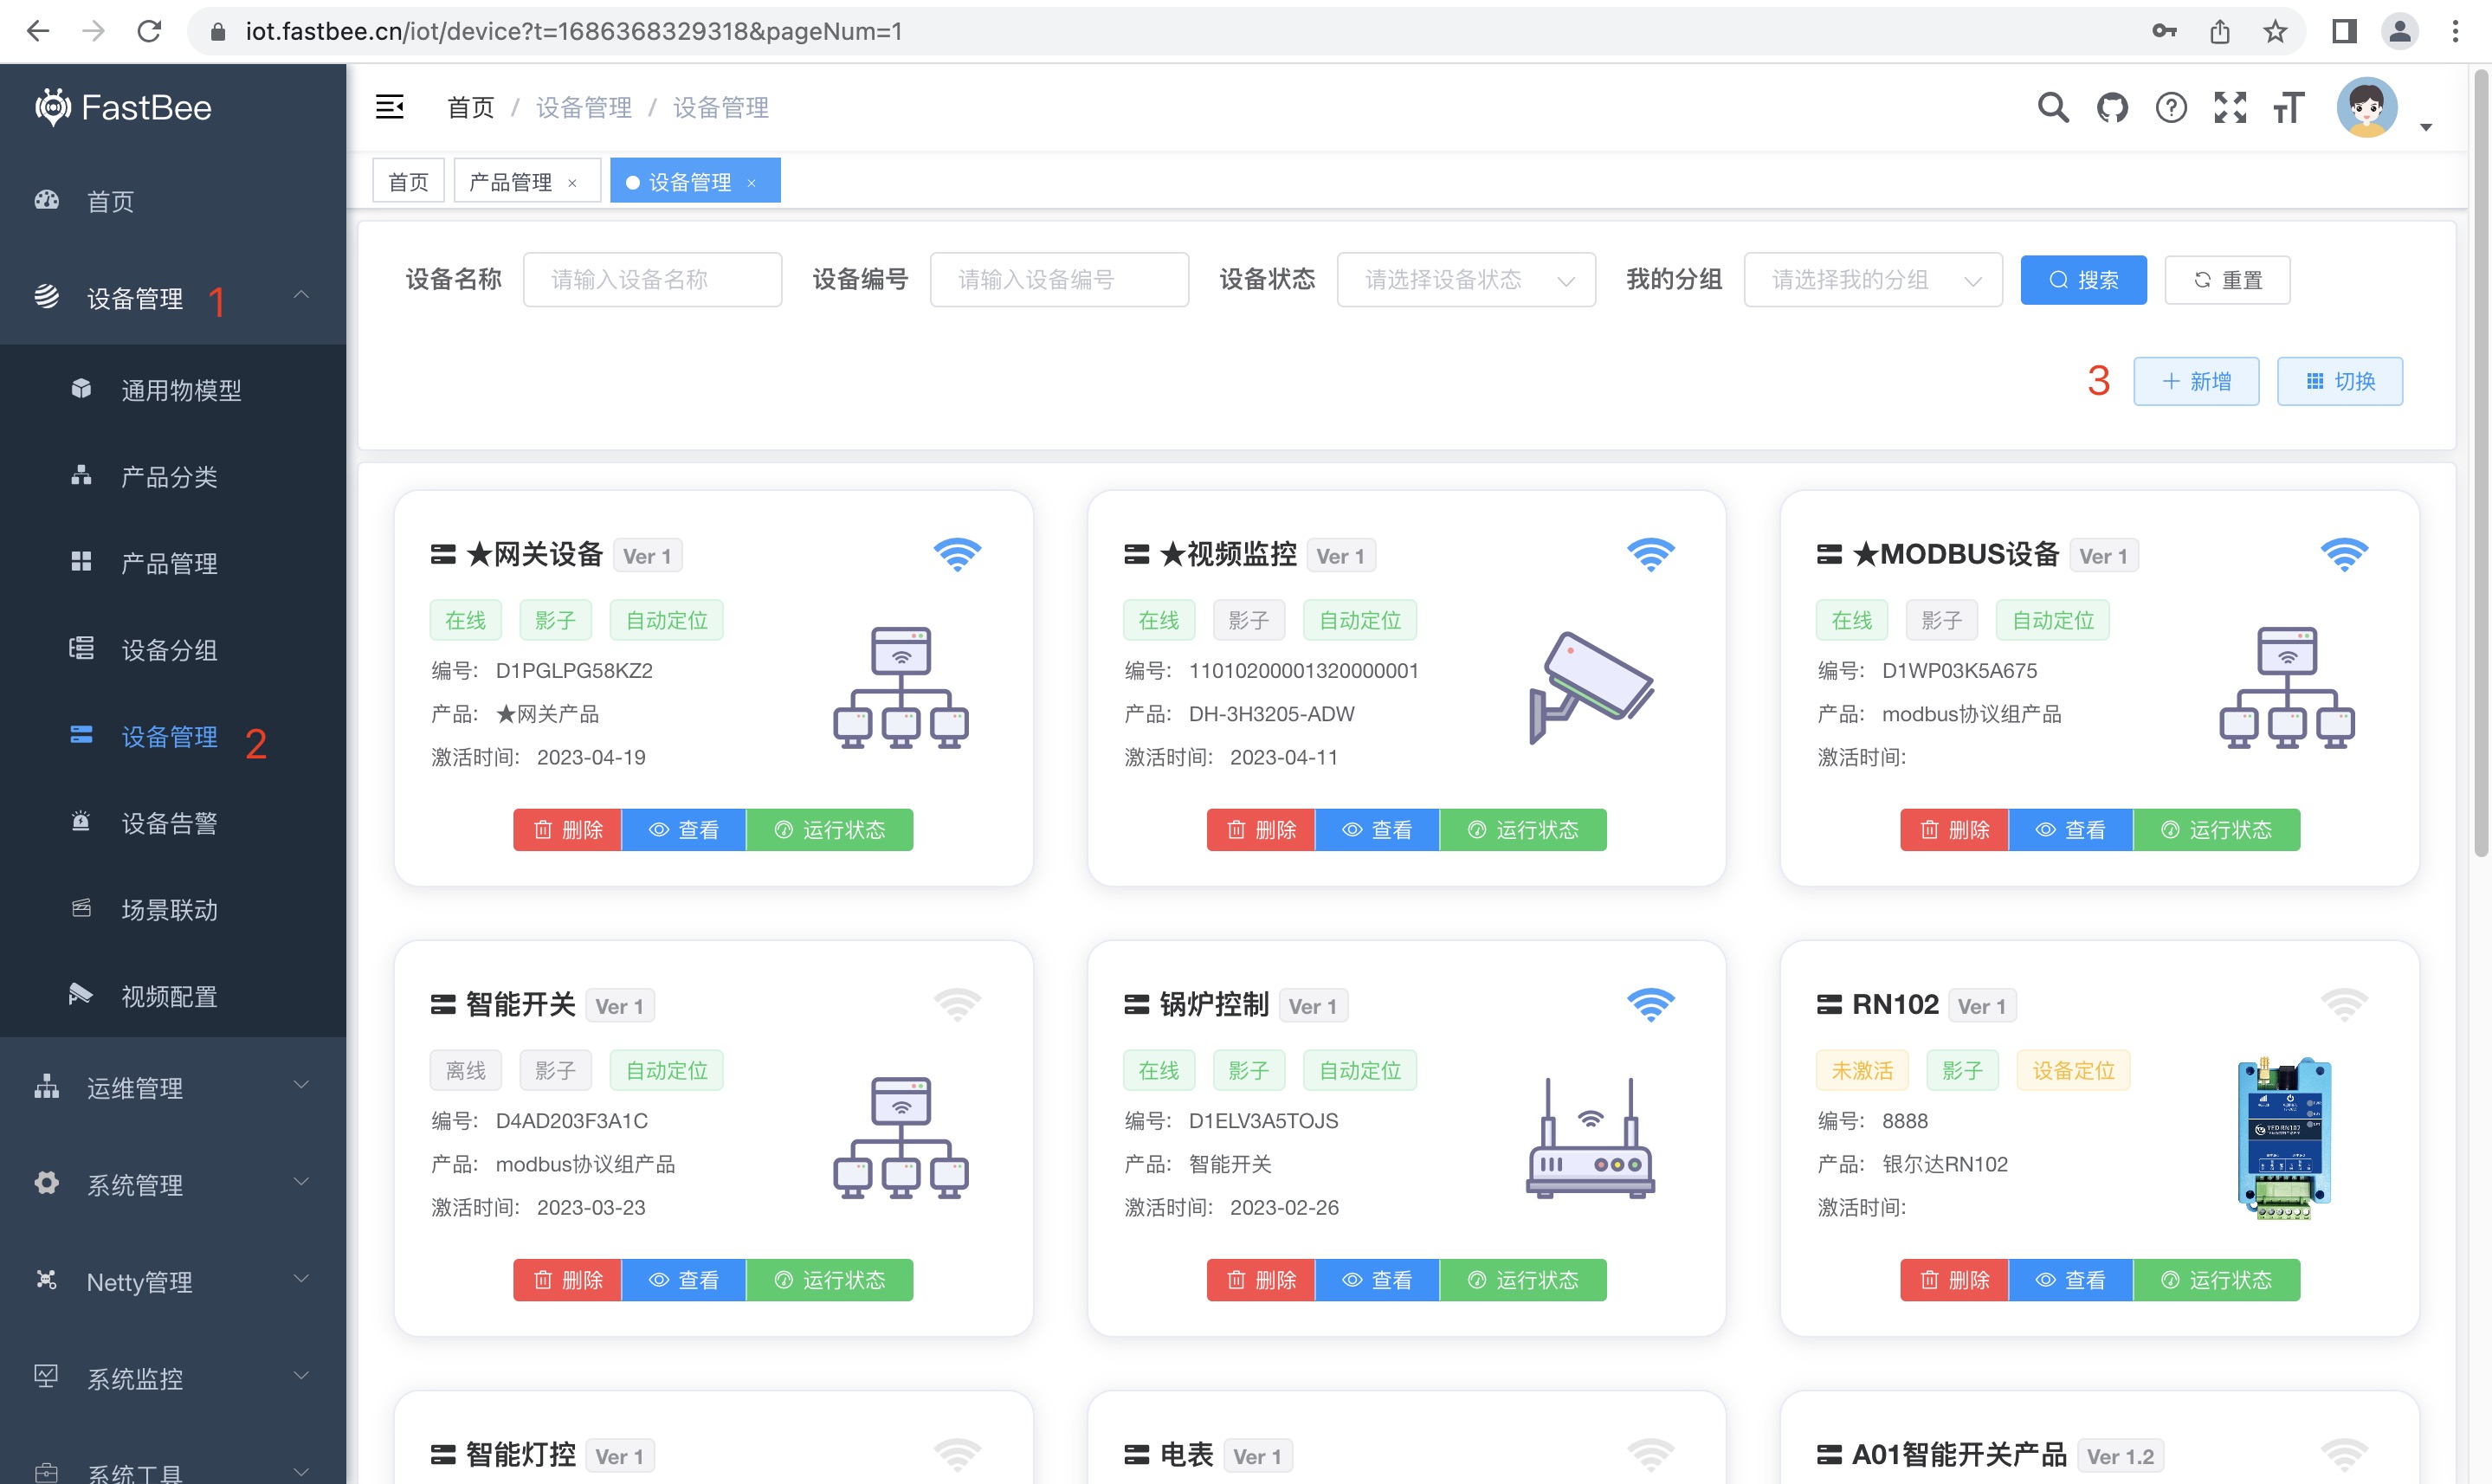 iot.fastbee.cn/iot/device?t=1686368329318&pageNum=1
FastBee
首页 / 设备管理 / 设备管理
首页
产品管理 ×
设备管理 ×
首页
设备管理 1
通用物模型
产品分类
产品管理
设备分组
设备管理 2
设备告警
场景联动
视频配置
运维管理
系统管理
Netty管理
系统监控
系统工具
设备名称 请输入设备名称 设备编号 请输入设备编号 设备状态 请选择设备状态 我的分组 请选择我的分组 搜索 重置
3 新增 切换
★网关设备 Ver 1
在线 影子 自动定位
编号: D1PGLPG58KZ2
产品: ★网关产品
激活时间: 2023-04-19
删除 查看 运行状态
★视频监控 Ver 1
在线 影子 自动定位
编号: 11010200001320000001
产品: DH-3H3205-ADW
激活时间: 2023-04-11
删除 查看 运行状态
★MODBUS设备 Ver 1
在线 影子 自动定位
编号: D1WP03K5A675
产品: modbus协议组产品
激活时间:
删除 查看 运行状态
智能开关 Ver 1
离线 影子 自动定位
编号: D4AD203F3A1C
产品: modbus协议组产品
激活时间: 2023-03-23
删除 查看 运行状态
锅炉控制 Ver 1
在线 影子 自动定位
编号: D1ELV3A5TOJS
产品: 智能开关
激活时间: 2023-02-26
删除 查看 运行状态
RN102 Ver 1
未激活 影子 设备定位
编号: 8888
产品: 银尔达RN102
激活时间:
删除 查看 运行状态
智能灯控 Ver 1
电表 Ver 1
A01智能开关产品 Ver 1.2